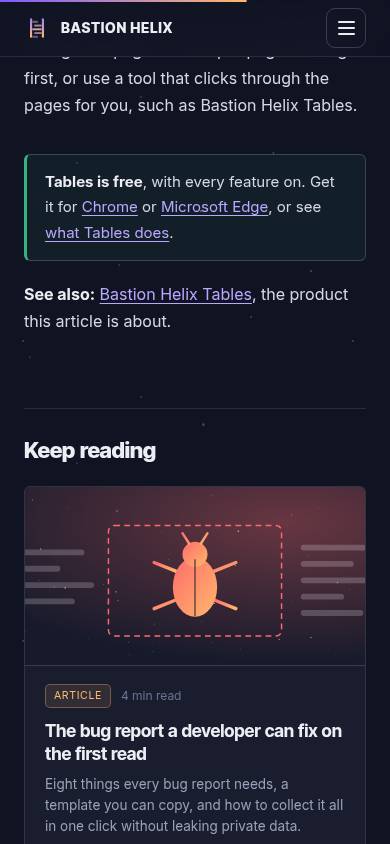 BASTION HELIX
first, or use a tool that clicks through the
pages for you, such as Bastion Helix Tables.
Tables is free, with every feature on. Get
it for Chrome or Microsoft Edge, or see
what Tables does.
See also: Bastion Helix Tables, the product
this article is about.
Keep reading
ARTICLE 4 min read
The bug report a developer can fix on
the first read
Eight things every bug report needs, a
template you can copy, and how to collect it all
in one click without leaking private data.